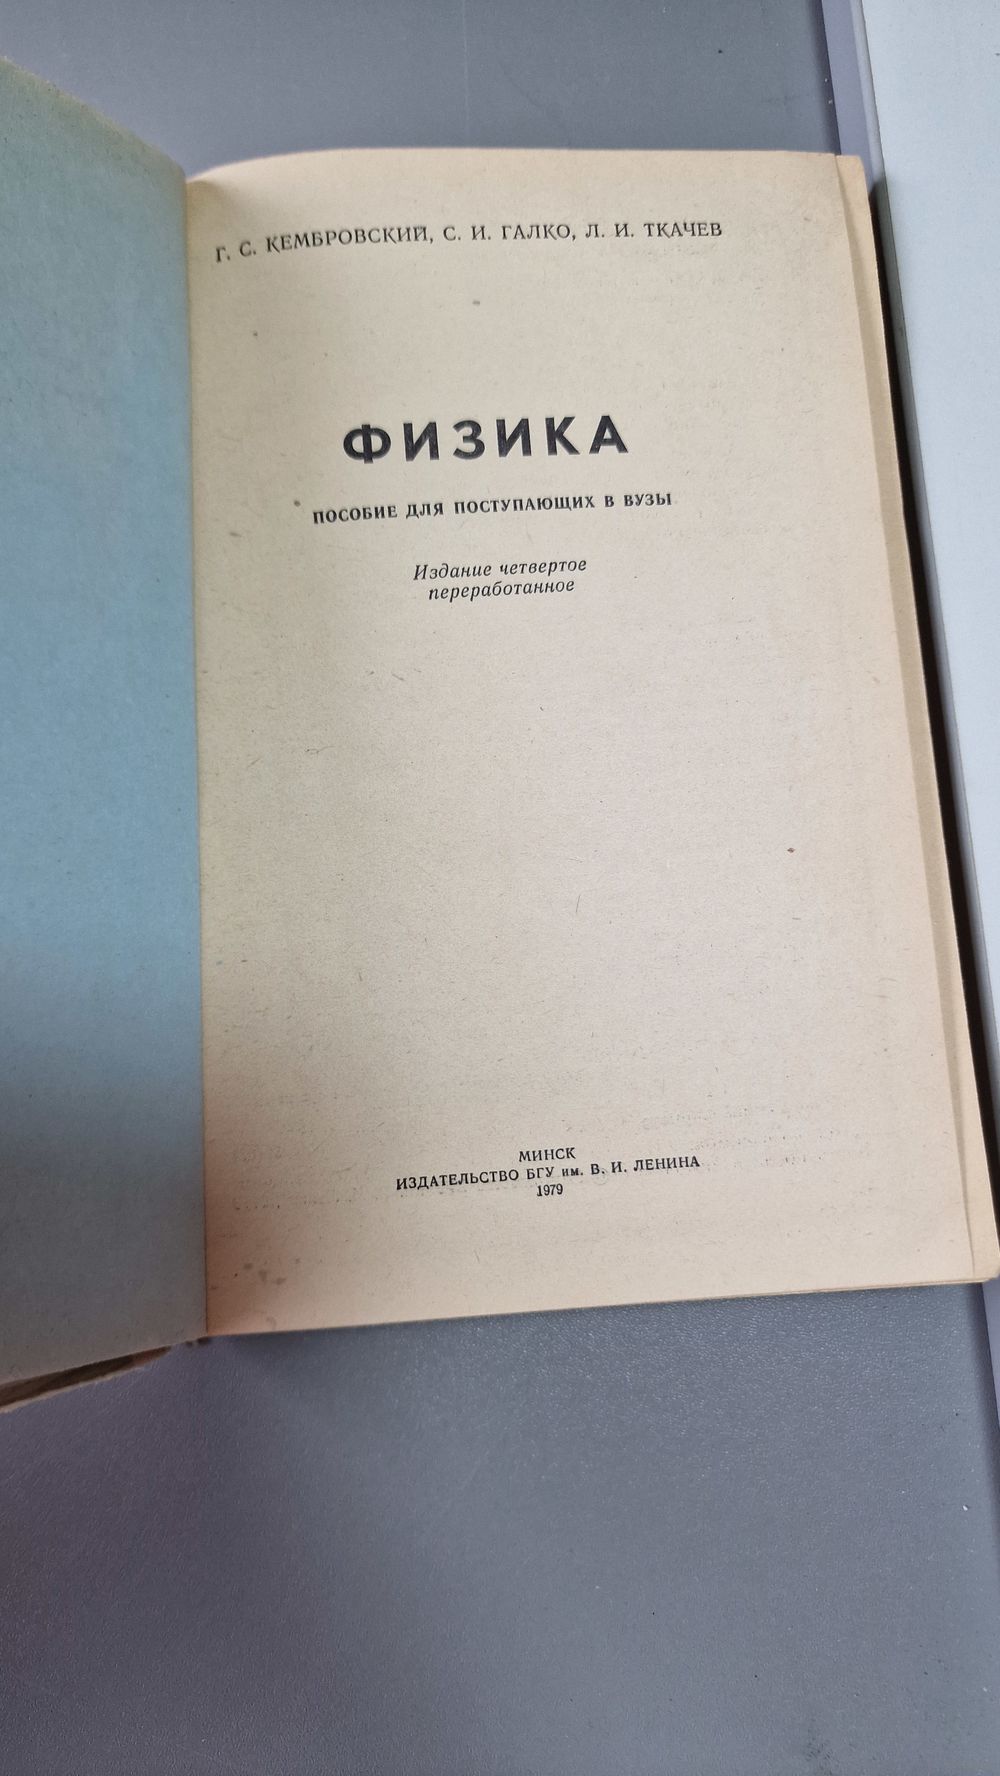 Г. С. КЕМБРОВСКИЙ, С. И. ГАЛКО, Л. И. ТКАЧЕВ
ФИЗИКА
ПОСОБИЕ ДЛЯ ПОСТУПАЮЩИХ В ВУЗЫ
Издание четвертое
переработанное
МИНСК
ИЗДАТЕЛЬСТВО БГУ им. В. И. ЛЕНИНА
1979